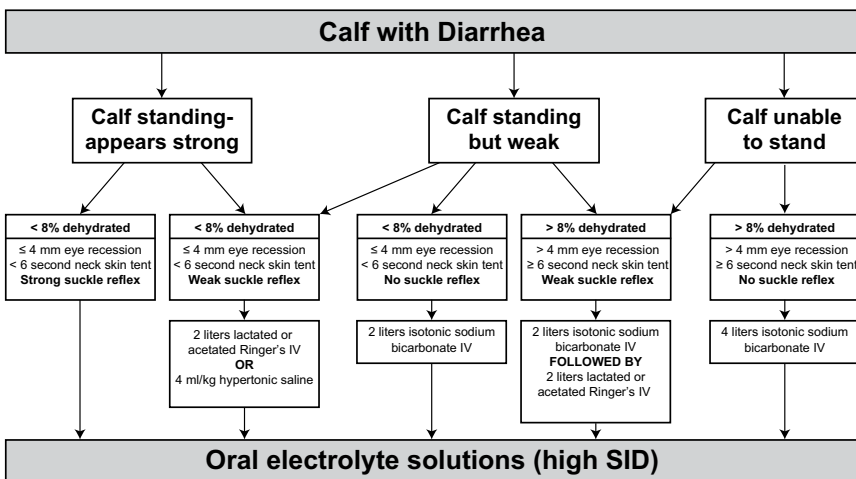 Calf with Diarrhea
Calf standing-
appears strong
Calf standing
but weak
Calf unable
to stand
< 8% dehydrated
≤ 4 mm eye recession
< 6 second neck skin tent
Strong suckle reflex
< 8% dehydrated
≤ 4 mm eye recession
< 6 second neck skin tent
Weak suckle reflex
< 8% dehydrated
≤ 4 mm eye recession
< 6 second neck skin tent
No suckle reflex
> 8% dehydrated
> 4 mm eye recession
≥ 6 second neck skin tent
Weak suckle reflex
> 8% dehydrated
> 4 mm eye recession
≥ 6 second neck skin tent
No suckle reflex
2 liters lactated or
acetated Ringer's IV
OR
4 ml/kg hypertonic saline
2 liters isotonic sodium
bicarbonate IV
2 liters isotonic sodium
bicarbonate IV
FOLLOWED BY
2 liters lactated or
acetated Ringer's IV
4 liters isotonic sodium
bicarbonate IV
Oral electrolyte solutions (high SID)